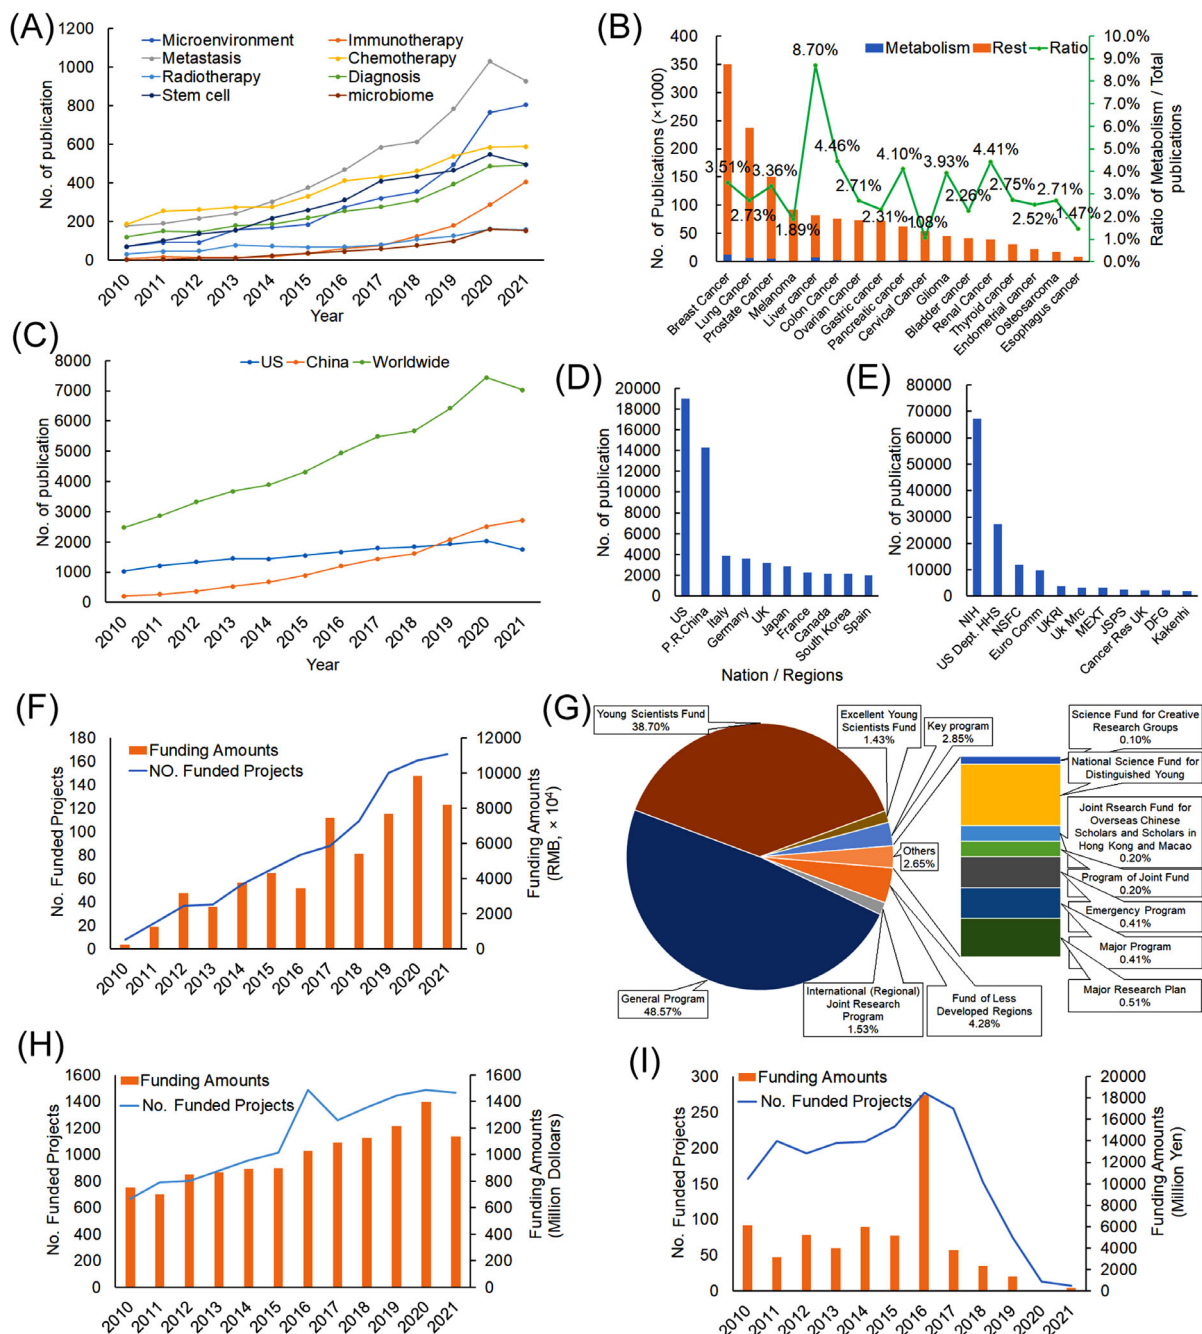 (A)
1200
1000
800
600
400
200
0
No. of publication
Microenvironment
Immunotherapy
Metastasis
Chemotherapy
Radiotherapy
Diagnosis
Stem cell
microbiome
2010
2011
2012
2013
2014
2015
2016
2017
2018
2019
2020
2021
Year
(B)
Metabolism
Rest
Ratio
400
350
300
250
200
150
100
50
0
No. of Publications (×1000)
10.0%
9.0%
8.0%
7.0%
6.0%
5.0%
4.0%
3.0%
2.0%
1.0%
0.0%
Ratio of Metabolism / Total
publications
3.51%
2.73%
3.36%
1.89%
8.70%
4.46%
2.71%
2.31%
4.10%
1.08%
3.93%
2.26%
4.41%
2.75%
2.52%
2.71%
1.47%
Breast Cancer
Lung Cancer
Prostate Cancer
Melanoma
Liver cancer
Colon Cancer
Ovarian Cancer
Gastric cancer
Pancreatic cancer
Cervical Cancer
Glioma
Bladder cancer
Renal Cancer
Thyroid cancer
Endometrial cancer
Osteosarcoma
Esophagus cancer
(C)
US
China
Worldwide
8000
7000
6000
5000
4000
3000
2000
1000
0
No. of publication
2010
2011
2012
2013
2014
2015
2016
2017
2018
2019
2020
2021
Year
(D)
20000
18000
16000
14000
12000
10000
8000
6000
4000
2000
0
No. of publication
US
P.R.China
Italy
Germany
UK
Japan
France
Canada
South Korea
Spain
Nation / Regions
(E)
80000
70000
60000
50000
40000
30000
20000
10000
0
No. of publication
NIH
US Dept. HHS
NSFC
Euro Comm
UKRI
Uk Mrc
MEXT
JSPS
Cancer Res UK
DFG
Kakenhi
(F)
Funding Amounts
NO. Funded Projects
180
160
140
120
100
80
60
40
20
0
No. Funded Projects
12000
10000
8000
6000
4000
2000
0
Funding Amounts
(RMB, × 10⁴)
2010
2011
2012
2013
2014
2015
2016
2017
2018
2019
2020
2021
(G)
Young Scientists Fund
38.70%
Excellent Young
Scientists Fund
1.43%
Key program
2.85%
Others
2.65%
General Program
48.57%
International (Regional)
Joint Research
Program
1.53%
Fund of Less
Developed Regions
4.28%
Science Fund for Creative
Research Groups
0.10%
National Science Fund for
Distinguished Young
Joint Rsearch Fund for
Overseas Chinese
Scholars and Scholars in
Hong Kong and Macao
0.20%
Program of Joint Fund
0.20%
Emergency Program
0.41%
Major Program
0.41%
Major Research Plan
0.51%
(H)
Funding Amounts
No. Funded Projects
1600
1400
1200
1000
800
600
400
200
0
No. Funded Projects
1600
1400
1200
1000
800
600
400
200
0
Funding Amounts
(Million Dolloars)
2010
2011
2012
2013
2014
2015
2016
2017
2018
2019
2020
2021
(I)
Funding Amounts
No. Funded Projects
300
250
200
150
100
50
0
No. Funded Projects
20000
18000
16000
14000
12000
10000
8000
6000
4000
2000
0
Funding Amounts
(Million Yen)
2010
2011
2012
2013
2014
2015
2016
2017
2018
2019
2020
2021